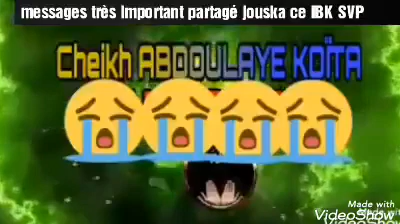 messages très Important partagé jouska ce IBK SVP
Cheikh ABDOULAYE KOÏTA
Made with
VideoShow